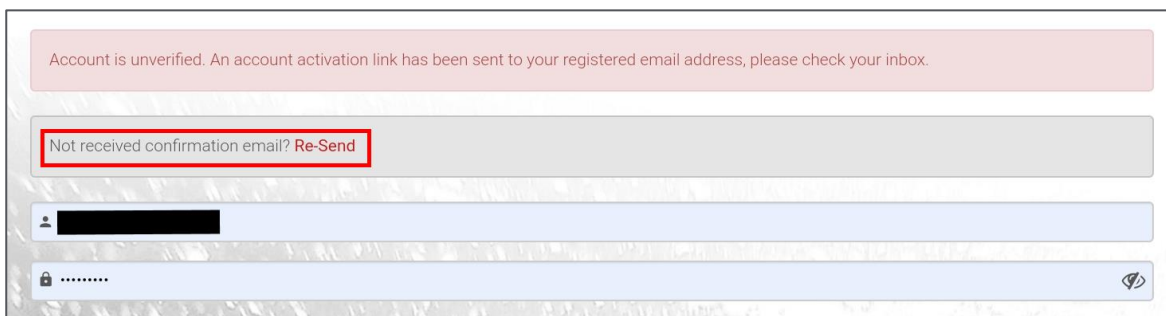 Account is unverified. An account activation link has been sent to your registered email address, please check your inbox.
Not received confirmation email? Re-Send
•••••••••